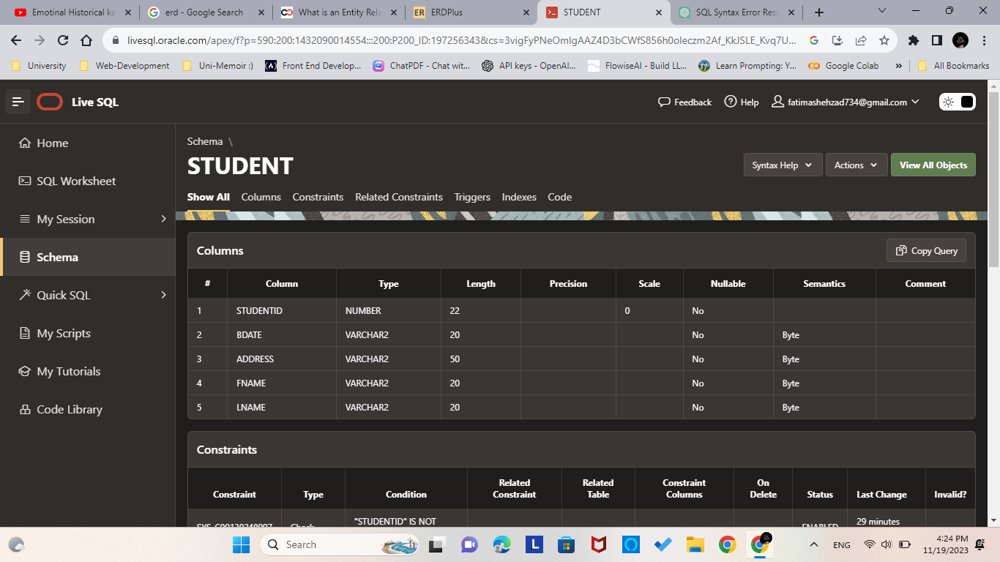 Emotinal Historical ka
erd - Google Search
What is an Entity Rela
ERDPlus
STUDENT
SQL Syntax Error Reso
livesql.oracle.com/apex/f?p=590:200:1432090014554:::200:P200_ID:197256343&cs=3vigFyPNeOmIgAAZ4D3bCWfS856h0oleczm2Af_KkJSLE_Kvq7U...
University
Web-Development
Uni-Memoir :)
Front End Develop...
ChatPDF - Chat wit...
API keys - OpenAI...
FlowiseAI - Build LL...
Learn Prompting: Y...
Google Colab
»
All Bookmarks
Live SQL
Feedback
Help
fatimashehzad734@gmail.com
Home
SQL Worksheet
My Session
Schema
Quick SQL
My Scripts
My Tutorials
Code Library
Schema \
STUDENT
Syntax Help
Actions
View All Objects
Show All Columns Constraints Related Constraints Triggers Indexes Code
Columns
Copy Query
# Column Type Length Precision Scale Nullable Semantics Comment
1 STUDENTID NUMBER 22 0 No
2 BDATE VARCHAR2 20 No Byte
3 ADDRESS VARCHAR2 50 No Byte
4 FNAME VARCHAR2 20 No Byte
5 LNAME VARCHAR2 20 No Byte
Constraints
Constraint Type Condition Related Constraint Related Table Constraint Columns On Delete Status Last Change Invalid?
Check "STUDENTID" IS NOT ENABLED 29 minutes
Search
ENG
4:24 PM
11/19/2023